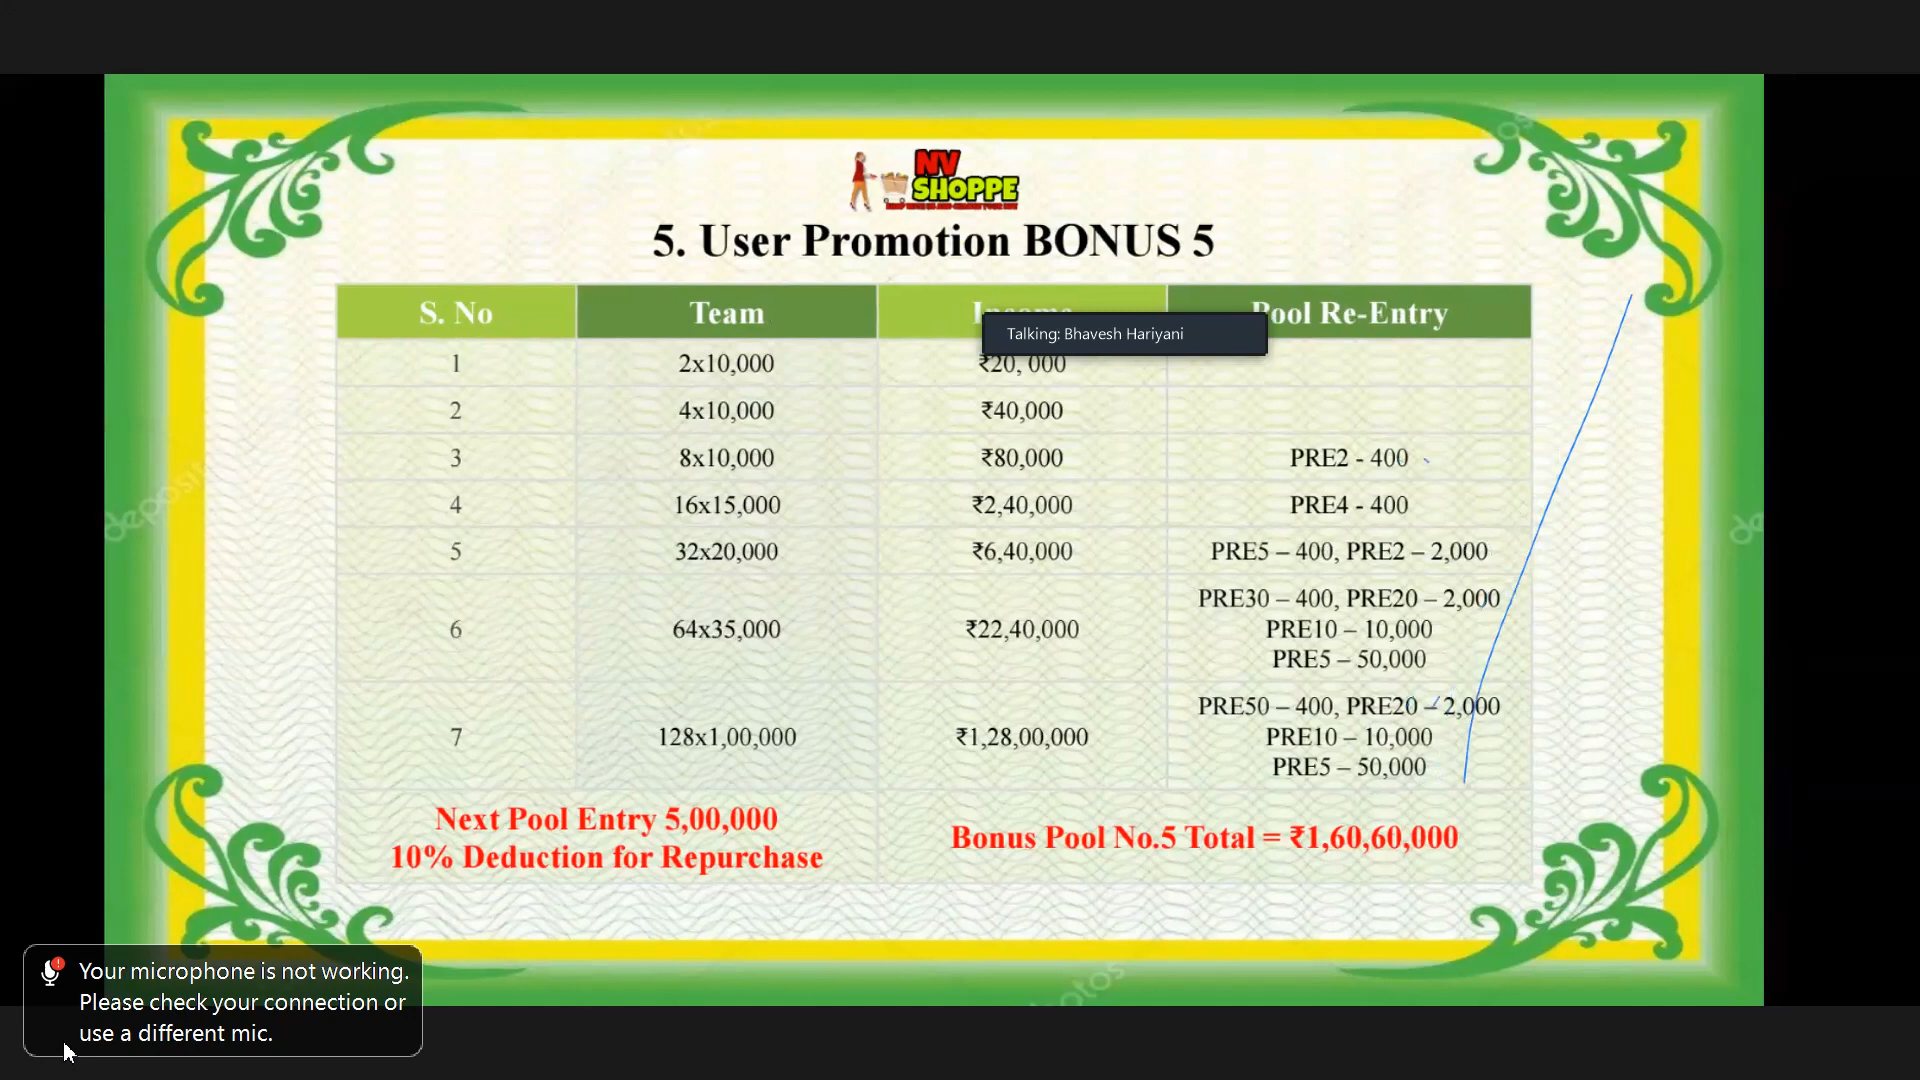 NV
SHOPPE
5. User Promotion BONUS 5
S. No Team Income Pool Re-Entry
Talking: Bhavesh Hariyani
1 2x10,000 ₹20, 000
2 4x10,000 ₹40,000
3 8x10,000 ₹80,000 PRE2 - 400
4 16x15,000 ₹2,40,000 PRE4 - 400
5 32x20,000 ₹6,40,000 PRE5 – 400, PRE2 – 2,000
PRE30 – 400, PRE20 – 2,000
6 64x35,000 ₹22,40,000 PRE10 – 10,000
PRE5 – 50,000
PRE50 – 400, PRE20 – 2,000
7 128x1,00,000 ₹1,28,00,000 PRE10 – 10,000
PRE5 – 50,000
Next Pool Entry 5,00,000
10% Deduction for Repurchase
Bonus Pool No.5 Total = ₹1,60,60,000
Your microphone is not working.
Please check your connection or
use a different mic.